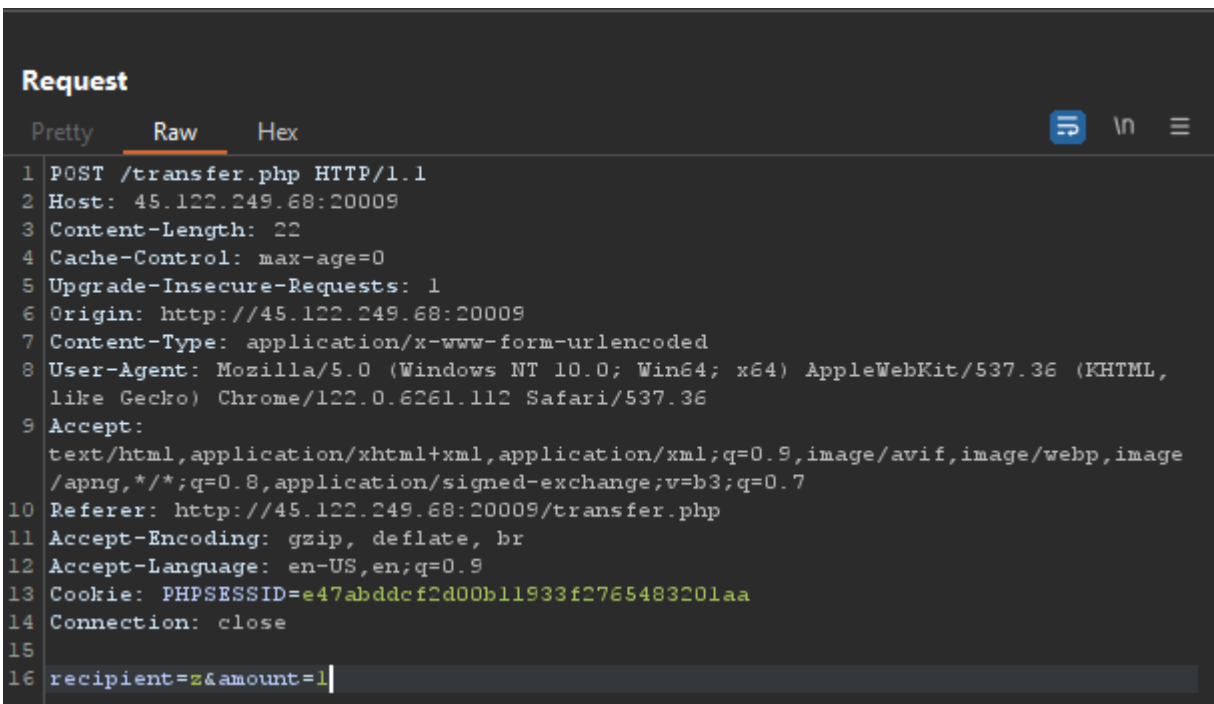 Request
Pretty Raw Hex \n
1 POST /transfer.php HTTP/1.1
2 Host: 45.122.249.68:20009
3 Content-Length: 22
4 Cache-Control: max-age=0
5 Upgrade-Insecure-Requests: 1
6 Origin: http://45.122.249.68:20009
7 Content-Type: application/x-www-form-urlencoded
8 User-Agent: Mozilla/5.0 (Windows NT 10.0; Win64; x64) AppleWebKit/537.36 (KHTML,
like Gecko) Chrome/122.0.6261.112 Safari/537.36
9 Accept:
text/html,application/xhtml+xml,application/xml;q=0.9,image/avif,image/webp,image
/apng,*/*;q=0.8,application/signed-exchange;v=b3;q=0.7
10 Referer: http://45.122.249.68:20009/transfer.php
11 Accept-Encoding: gzip, deflate, br
12 Accept-Language: en-US,en;q=0.9
13 Cookie: PHPSESSID=e47abddcf2d00b11933f2765483201aa
14 Connection: close
15
16 recipient=z&amount=1